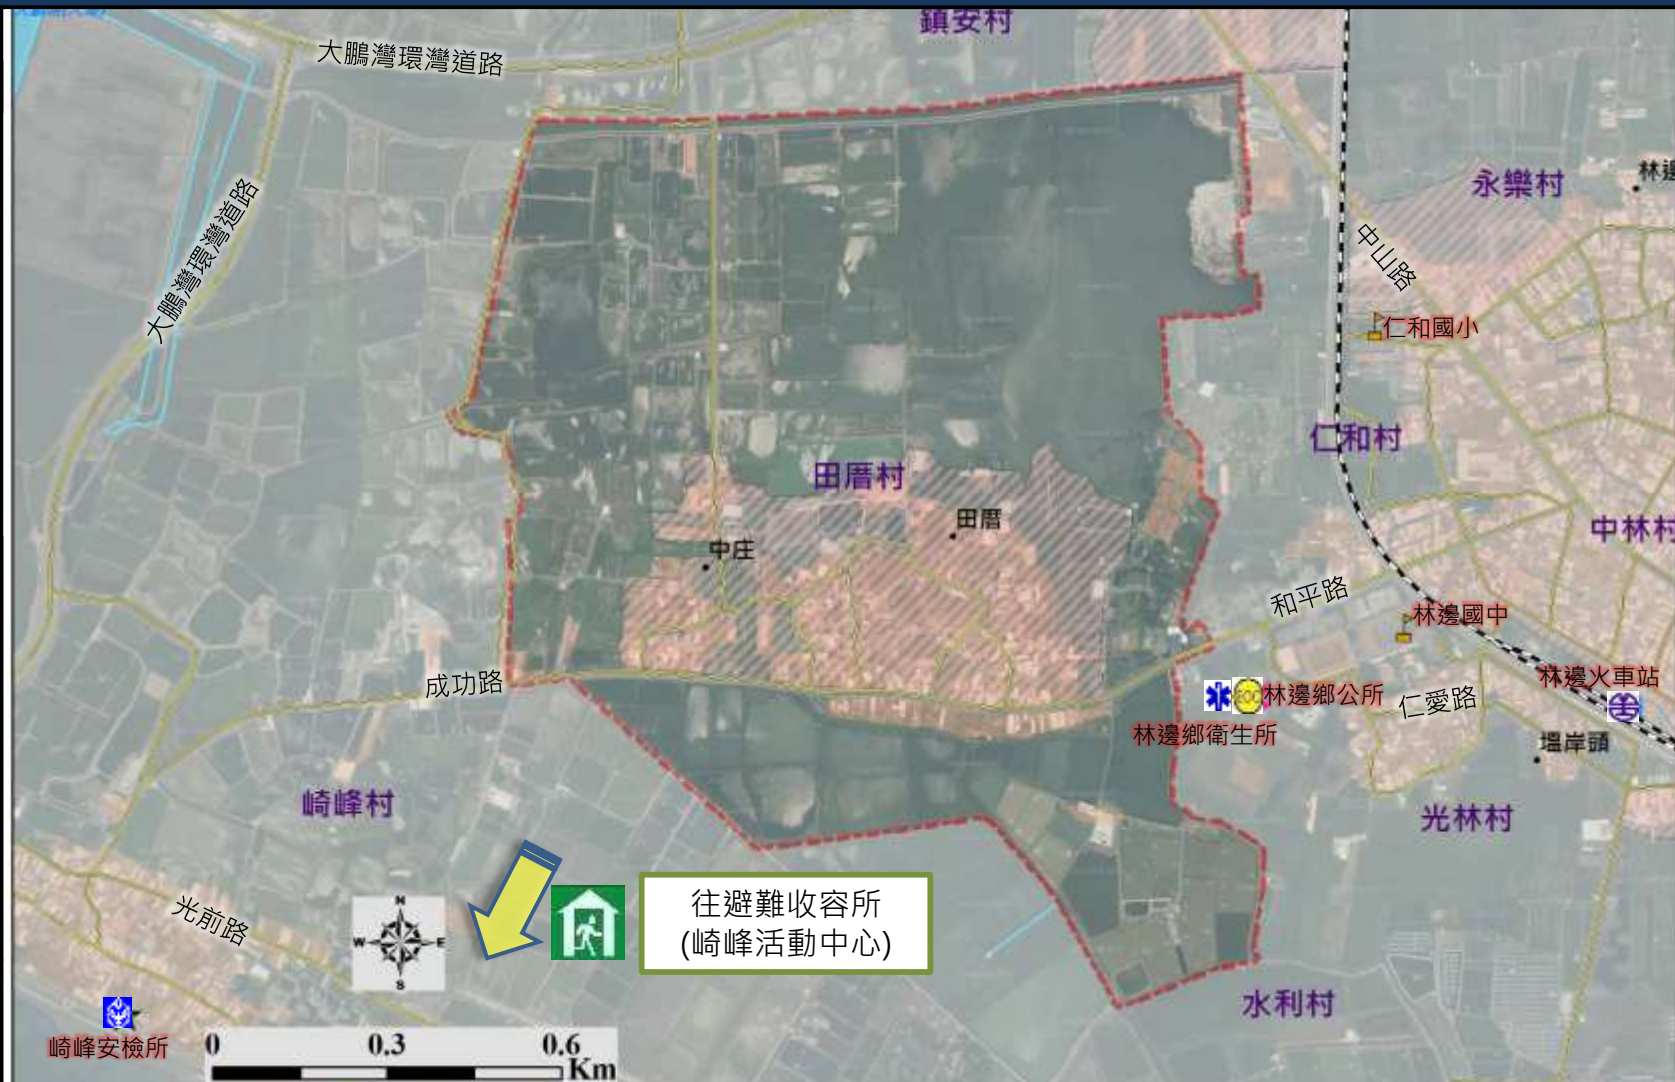 鎮安村
大鵬灣環灣道路
永樂村
大鵬灣環灣道路
中山路
仁和國小
仁和村
田厝村
田厝
中林村
中庄
和平路
林邊國中
林邊火車站
成功路
林邊鄉公所
仁愛路
林邊鄉衛生所
塭岸頭
崎峰村
光林村
往避難收容所
(崎峰活動中心)
光前路
N
W
E
S
水利村
崎峰安檢所
0 0.3 0.6
Km